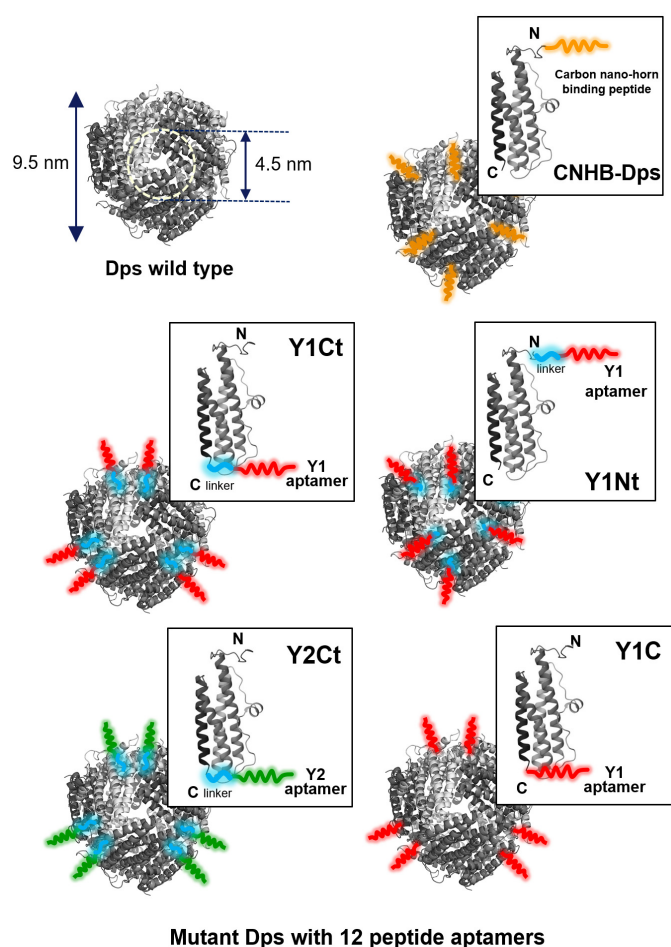 9.5 nm
4.5 nm
Dps wild type
N
Carbon nano-horn
binding peptide
C
CNHB-Dps
N
Y1Ct
C linker
Y1
aptamer
N
linker
Y1
aptamer
C
Y1Nt
N
Y2Ct
C linker
Y2
aptamer
N
Y1C
C
Y1
aptamer
Mutant Dps with 12 peptide aptamers